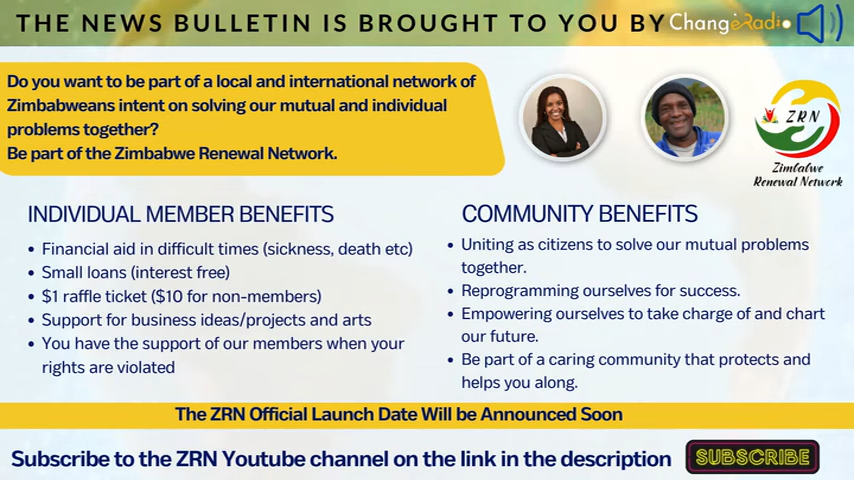 THE NEWS BULLETIN IS BROUGHT TO YOU BY ChangeRadio
Do you want to be part of a local and international network of
Zimbabweans intent on solving our mutual and individual
problems together?
Be part of the Zimbabwe Renewal Network.
ZRN
Zimbabwe
Renewal Network
INDIVIDUAL MEMBER BENEFITS
• Financial aid in difficult times (sickness, death etc)
• Small loans (interest free)
• $1 raffle ticket ($10 for non-members)
• Support for business ideas/projects and arts
• You have the support of our members when your
rights are violated
COMMUNITY BENEFITS
• Uniting as citizens to solve our mutual problems
together.
• Reprogramming ourselves for success.
• Empowering ourselves to take charge of and chart
our future.
• Be part of a caring community that protects and
helps you along.
The ZRN Official Launch Date Will be Announced Soon
Subscribe to the ZRN Youtube channel on the link in the description
SUBSCRIBE